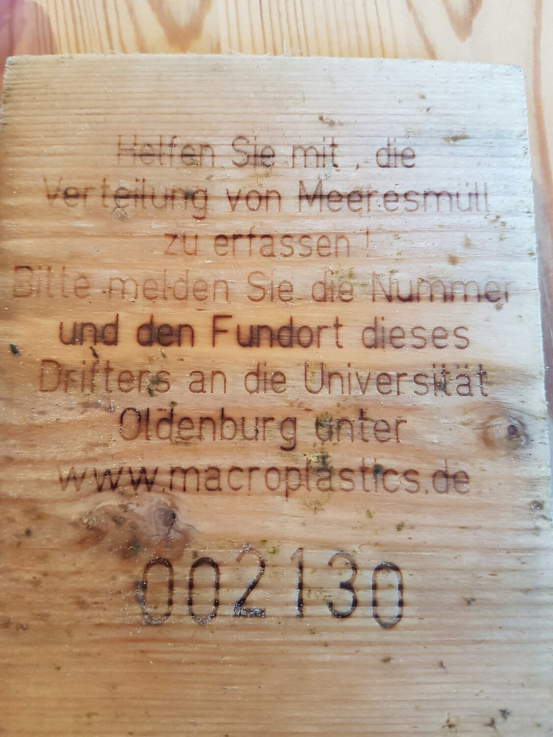 Helfen Sie mit , die
Verteilung von Meeresmüll
zu erfassen !
Bitte melden Sie die Nummer
und den Fundort dieses
Drifters an die Universität
Oldenburg unter
www.macroplastics.de
002130